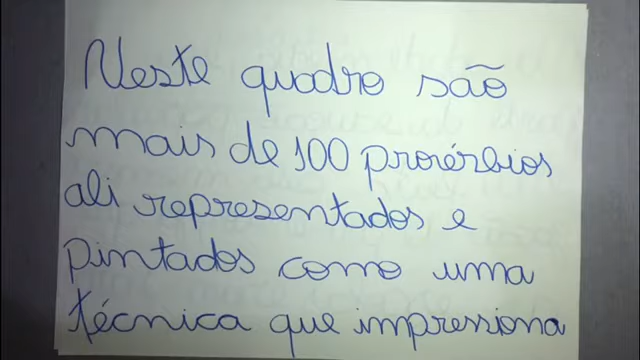 Neste quadro são
mais de 100 provérbios
ali representados e
pintados como uma
técnica que impressiona